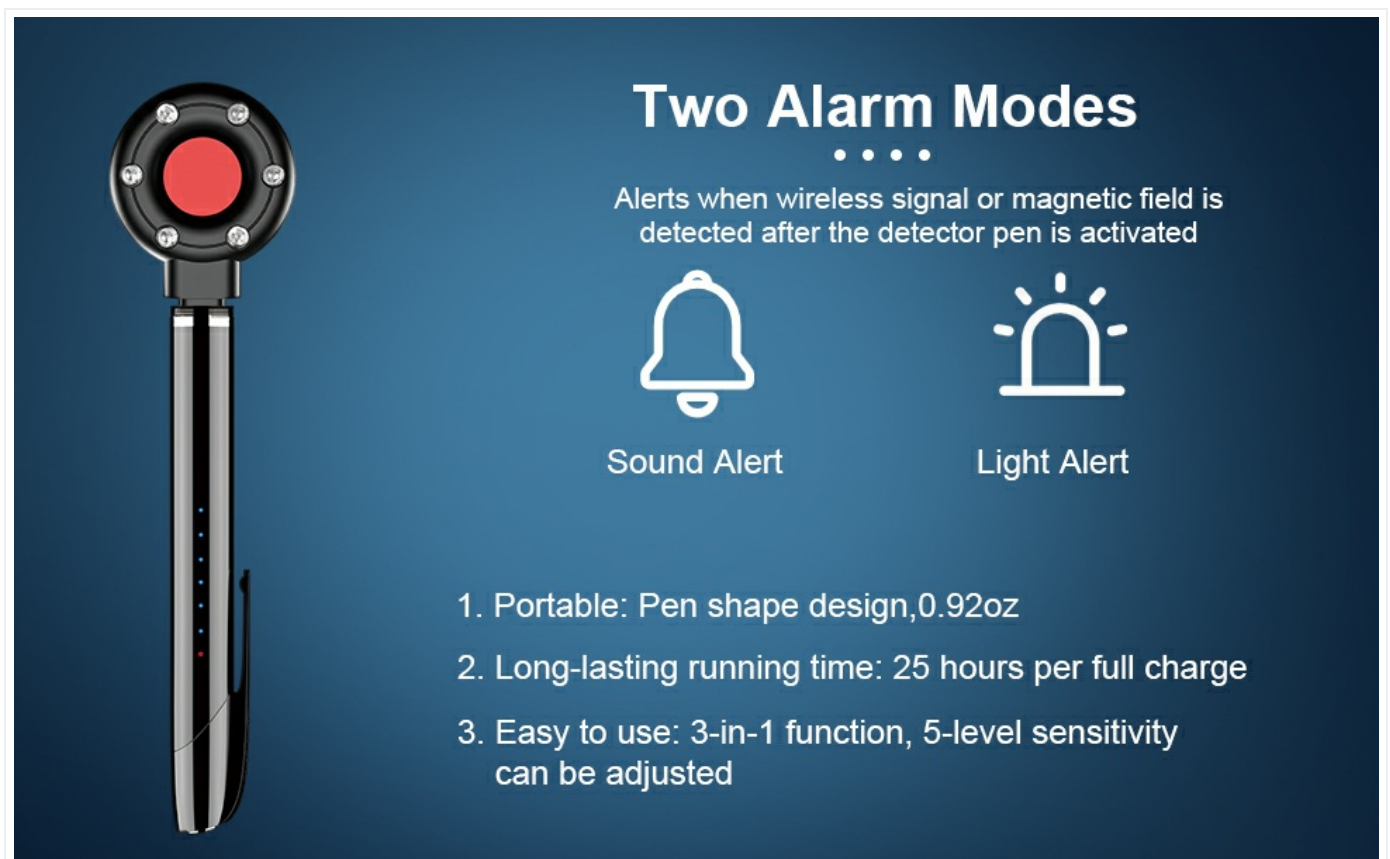 Two Alarm Modes
Alerts when wireless signal or magnetic field is
detected after the detector pen is activated
Sound Alert
Light Alert
1. Portable: Pen shape design,0.92oz
2. Long-lasting running time: 25 hours per full charge
3. Easy to use: 3-in-1 function, 5-level sensitivity
can be adjusted